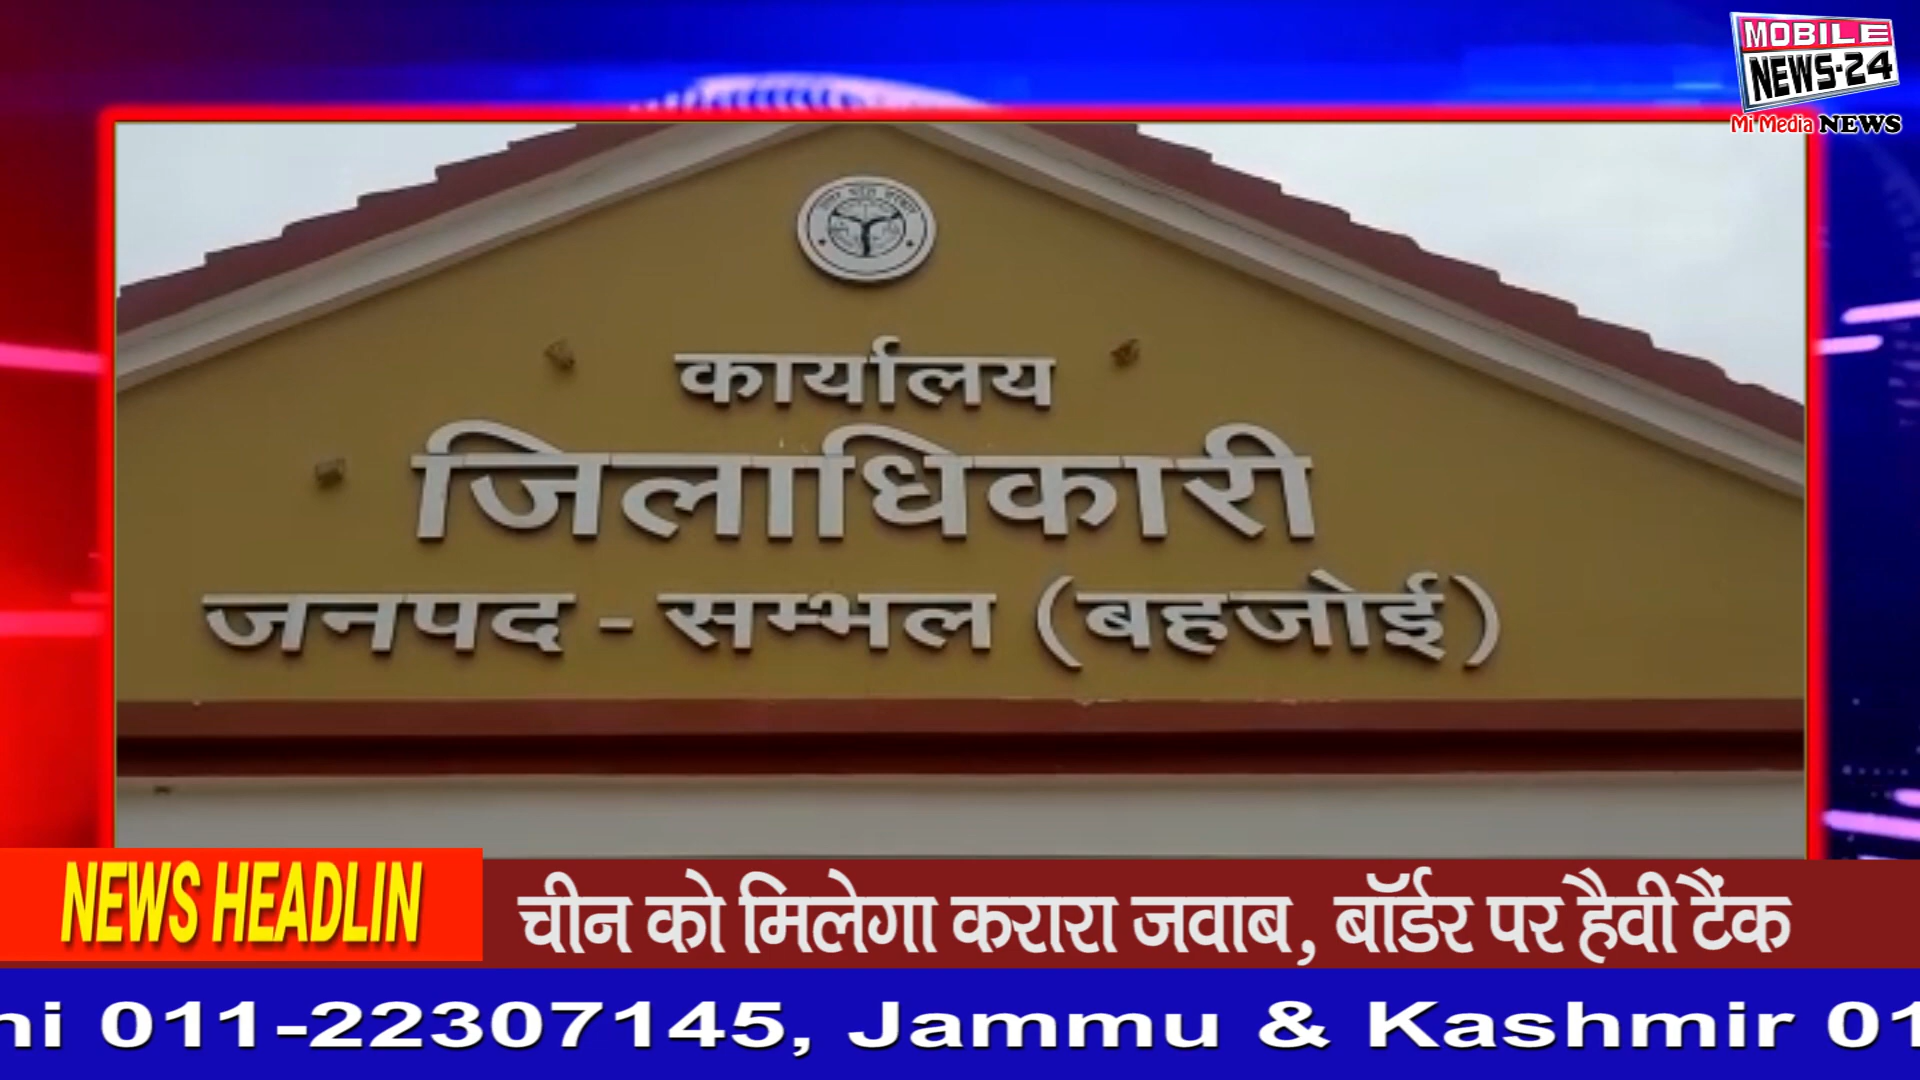 MOBILE
NEWS-24
Mi Media NEWS
कार्यालय
जिलाधिकारी
जनपद - सम्भल (बहजोई)
NEWS HEADLIN
चीन को मिलेगा करारा जवाब, बॉर्डर पर हैवी टैंक
hi 011-22307145, Jammu & Kashmir 01